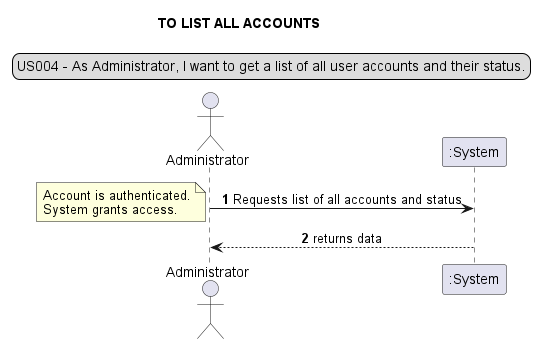 TO LIST ALL ACCOUNTS
US004 - As Administrator, I want to get a list of all user accounts and their status.
Administrator
:System
Account is authenticated.
System grants access.
1 Requests list of all accounts and status
2 returns data
Administrator
:System